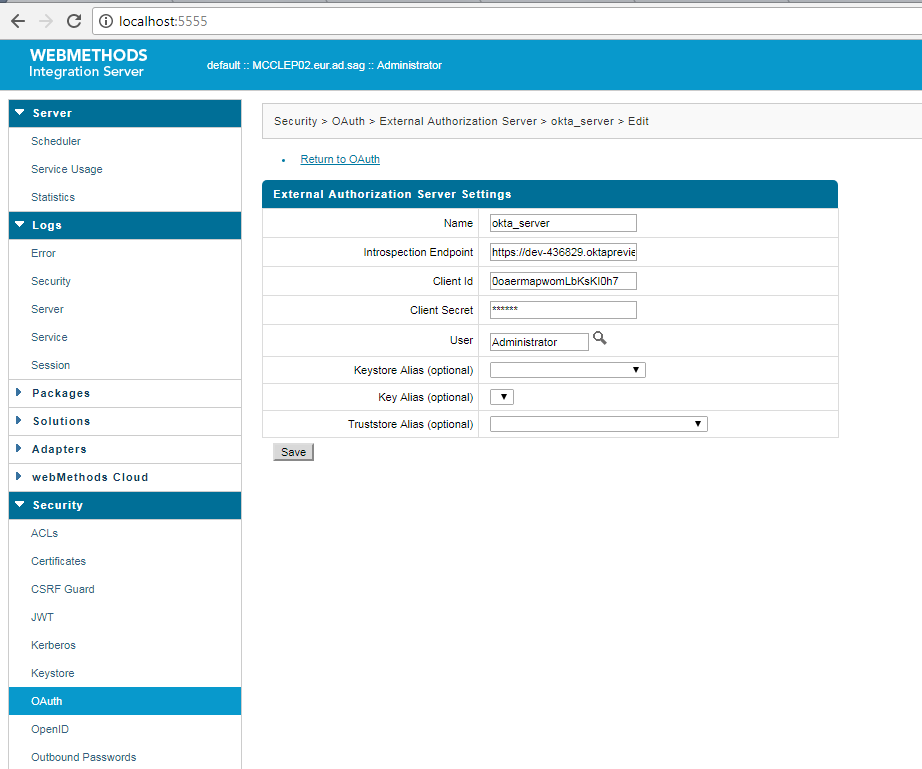 localhost:5555
WEBMETHODS
Integration Server
default :: MCCLEP02.eur.ad.sag :: Administrator
Server
Scheduler
Service Usage
Statistics
Logs
Error
Security
Server
Service
Session
Packages
Solutions
Adapters
webMethods Cloud
Security
ACLs
Certificates
CSRF Guard
JWT
Kerberos
Keystore
OAuth
OpenID
Outbound Passwords
Security > OAuth > External Authorization Server > okta_server > Edit
Return to OAuth
External Authorization Server Settings
Name okta_server
Introspection Endpoint https://dev-436829.oktaprevie
Client Id 0oaermapwomLbKsKI0h7
Client Secret ******
User Administrator
Keystore Alias (optional)
Key Alias (optional)
Truststore Alias (optional)
Save